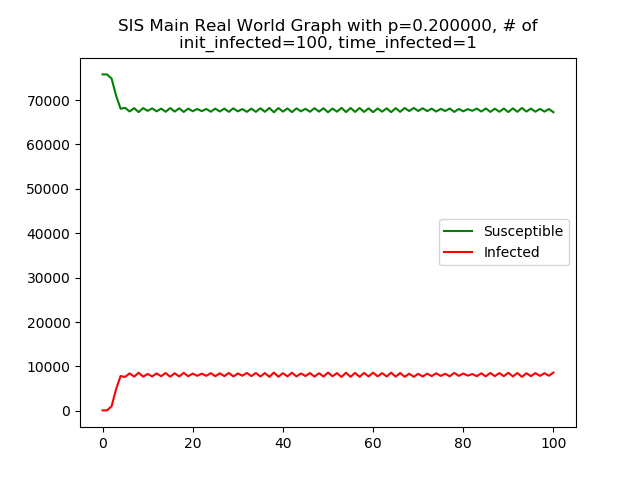 SIS Main Real World Graph with p=0.200000, # of
init_infected=100, time_infected=1
70000
60000
50000
40000
30000
20000
10000
0
Susceptible
Infected
0 20 40 60 80 100